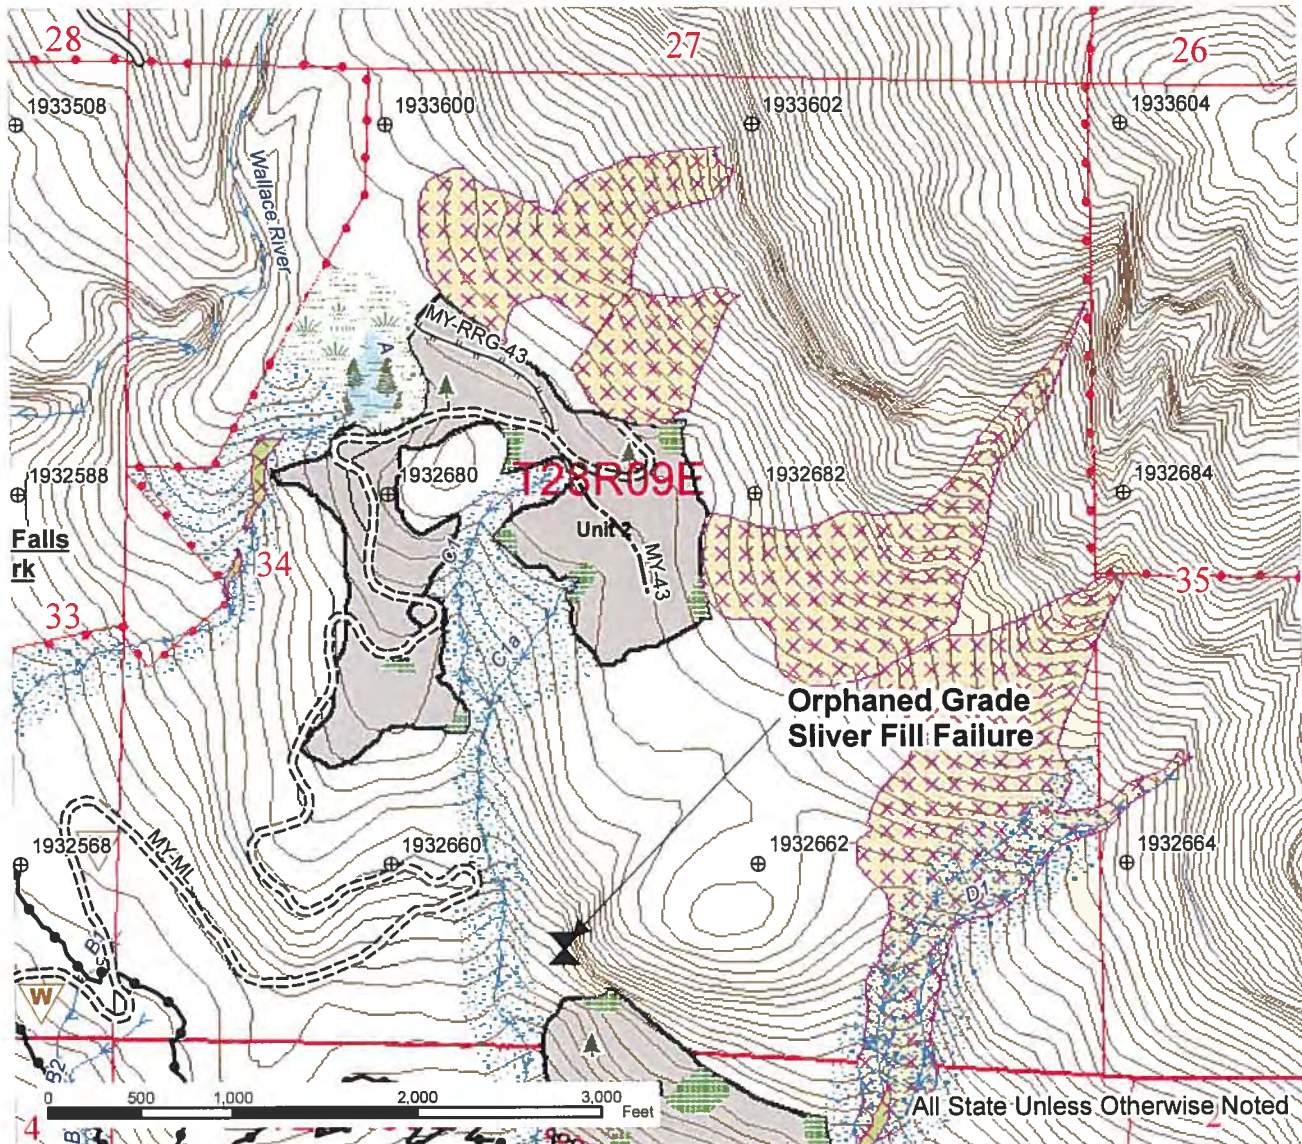 28
27
26
1933508
1933600
1933602
1933604
Wallace River
A
MY-RRG-43
1932588
1932680
T28R09E
1932682
1932684
Falls
rk
Unit 2
C1
34
MY-43
35
33
C1a
Orphaned Grade
Sliver Fill Failure
1932568
MY-ML
1932660
1932662
1932664
D1
B1
W
B2
0 500 1,000 2,000 3,000 Feet
All State Unless Otherwise Noted
4
B
2